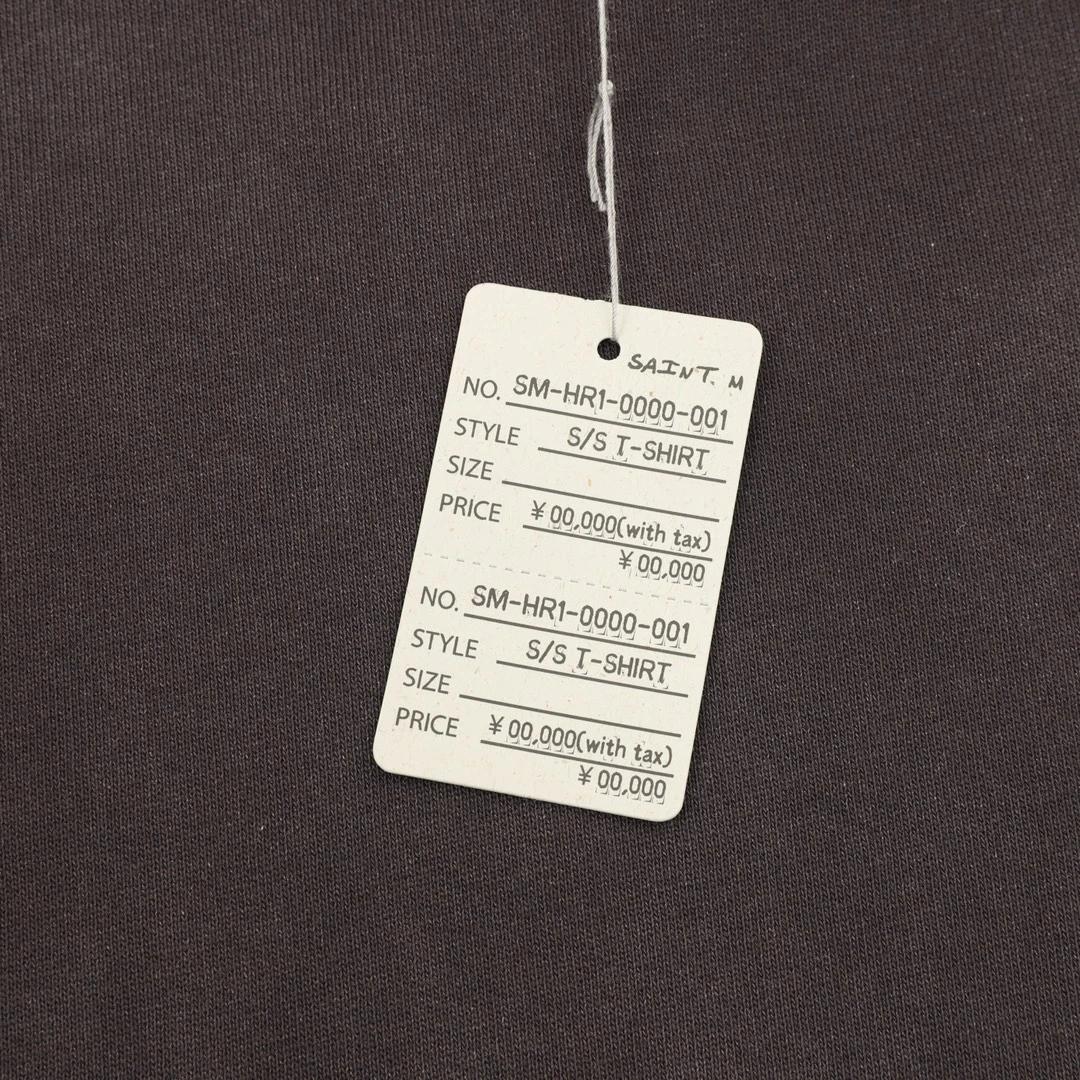 SAINT. M
NO. SM-HR1-0000-001
STYLE S/S T-SHIRT
SIZE
PRICE ¥00,000(with tax)
¥00,000
NO. SM-HR1-0000-001
STYLE S/S T-SHIRT
SIZE
PRICE ¥00,000(with tax)
¥00,000